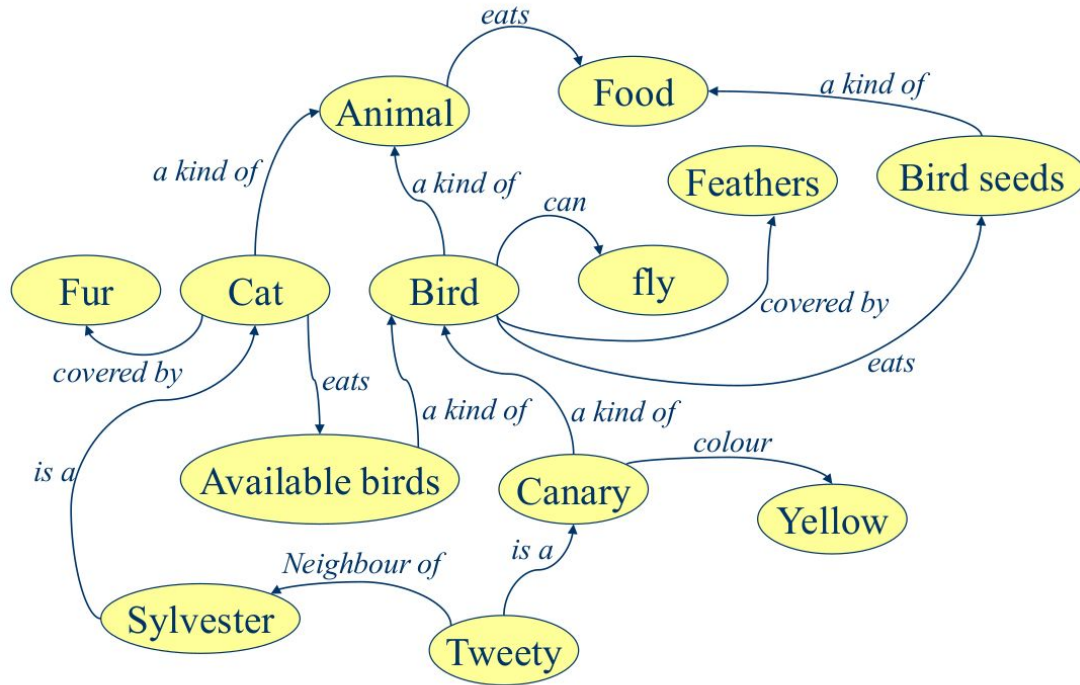 eats
Animal
Food
a kind of
a kind of
a kind of
Feathers
Bird seeds
can
Fur
Cat
Bird
fly
covered by
covered by
eats
eats
a kind of
a kind of
colour
is a
Available birds
Canary
Yellow
is a
Neighbour of
Sylvester
Tweety